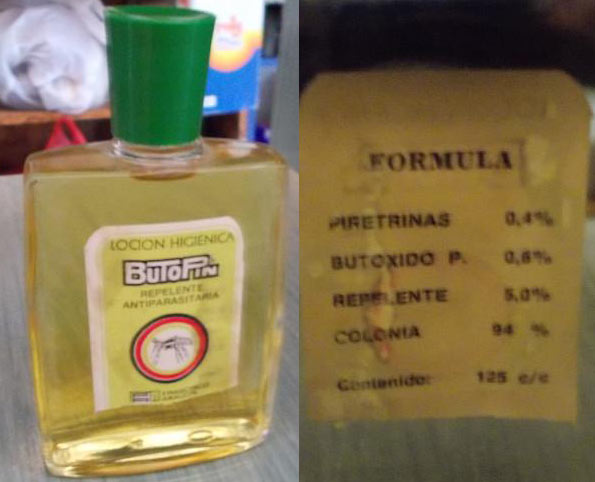 LOCION HIGIENICA
BUTOPIN
REPELENTE
ANTIPARASITARIA
FORMULA
PIRETRINAS 0,4%
BUTOXIDO P. 0,6%
REPELENTE 5,0%
COLONIA 94 %
Contenido: 125 c/c